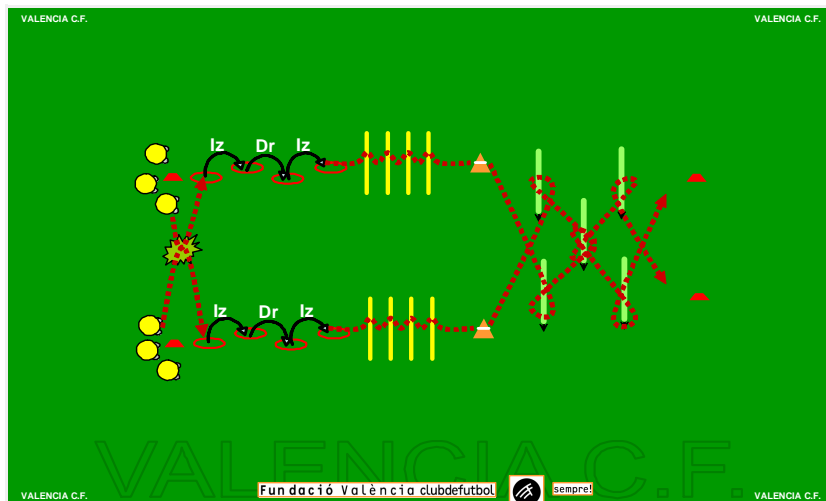 VALENCIA C.F. VALENCIA C.F.
Iz Dr Iz
Iz Dr Iz
VALENCIA C.F.
Fundació València clubdefutbol sempre!
VALENCIA C.F. VALENCIA C.F.